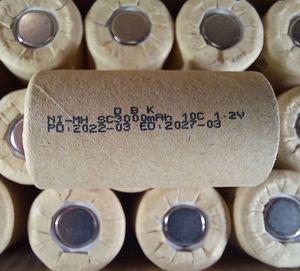 D B K
NI-MH SC3000mAh 10C 1.2V
PD:2022-03 ED:2027-03